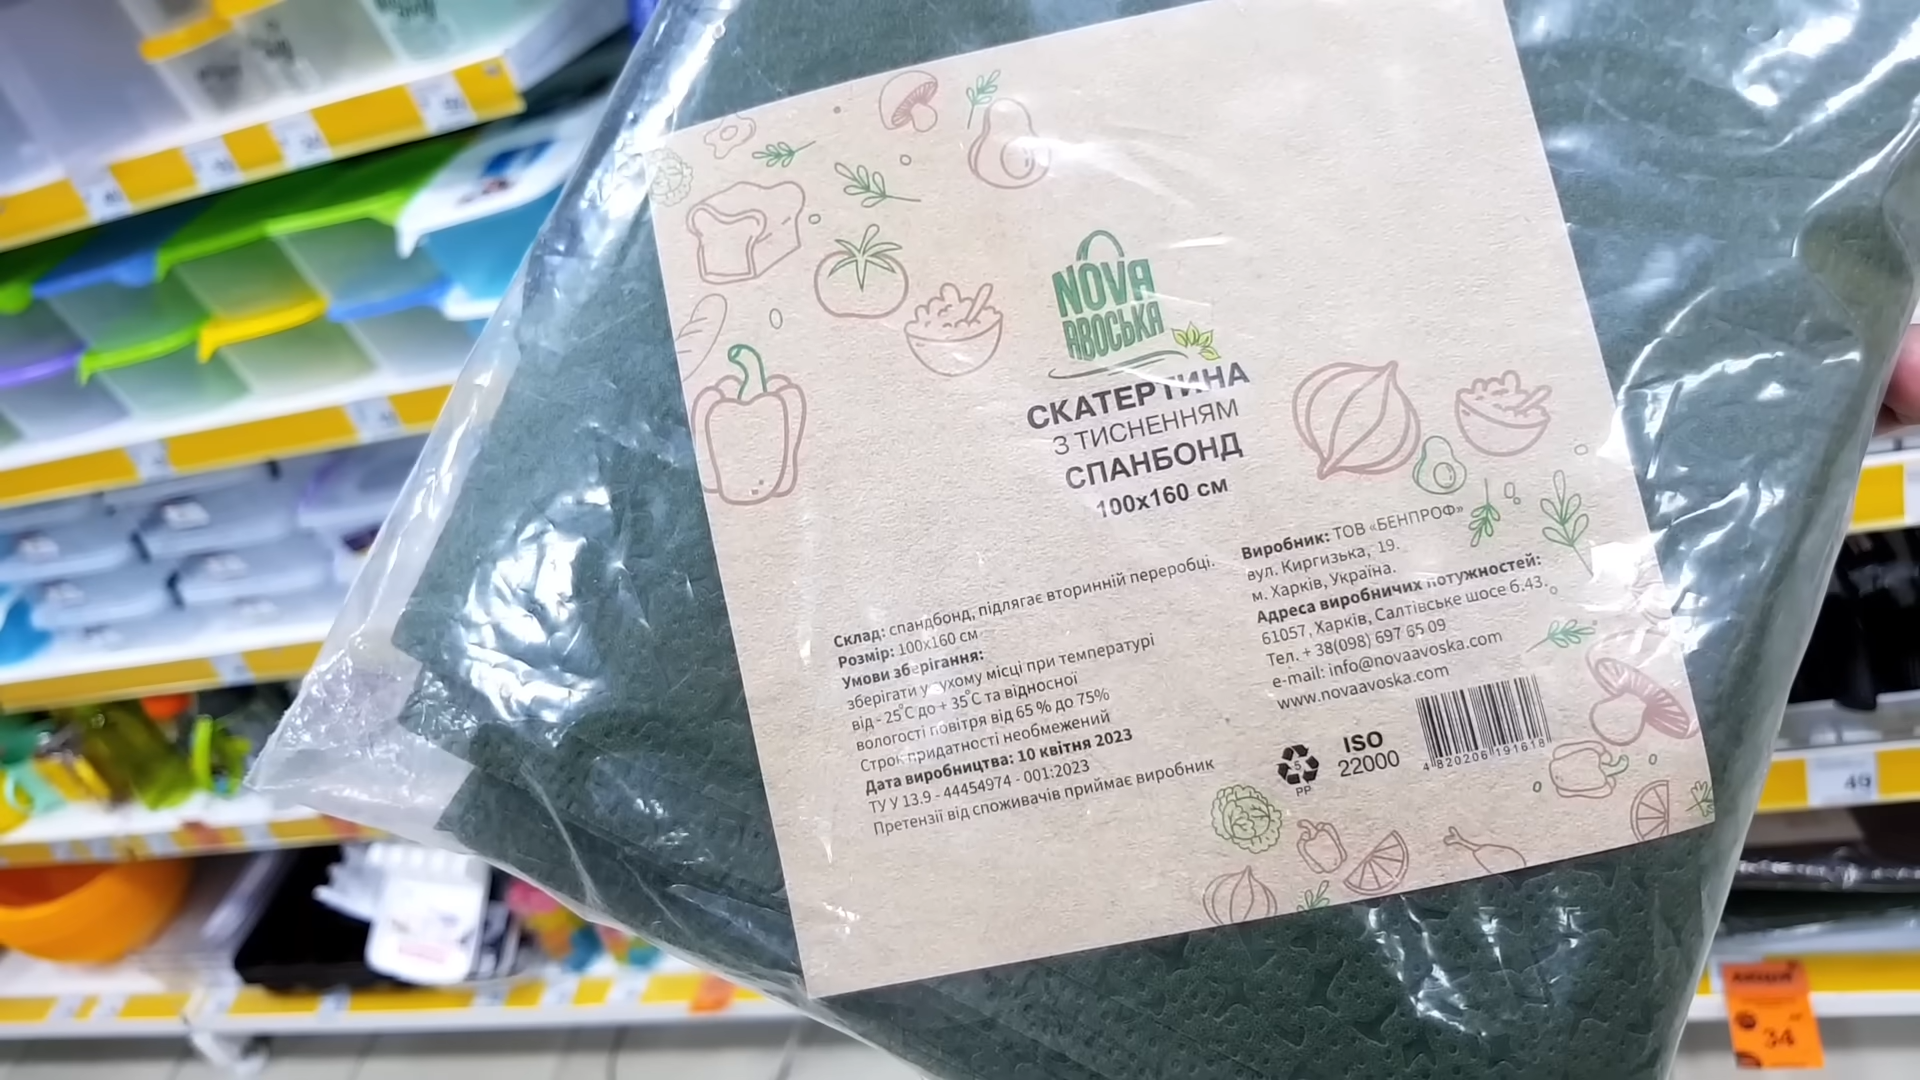 NOVA
АВОСЬКА
СКАТЕРТИНА
З ТИСНЕННЯМ
СПАНБОНД
100х160 см
Склад: спандбонд, підлягає вторинній переробці.
Розмір: 100х160 см
Умови зберігання:
зберігати у сухому місці при температурі
від - 25°С до + 35°С та відносної
вологості повітря від 65 % до 75%
Строк придатності необмежений
Дата виробництва: 10 квітня 2023
ТУ У 13.9 - 44454974 - 001:2023
Претензії від споживачів приймає виробник
Виробник: ТОВ «БЕНПРОФ»
вул. Киргизька, 19.
м. Харків, Україна.
Адреса виробничих потужностей:
61057, Харків, Салтівське шосе б.43.
Тел. + 38(098) 697 65 09
e-mail: info@novaavoska.com
www.novaavoska.com
5
PP
ISO
22000
4 820206 191618
49
34